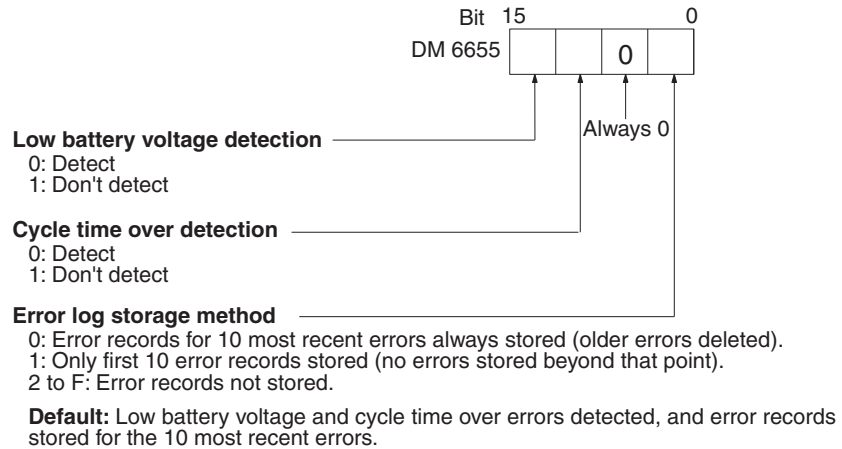 Bit 15 0
DM 6655 0
Always 0
Low battery voltage detection
0: Detect
1: Don't detect
Cycle time over detection
0: Detect
1: Don't detect
Error log storage method
0: Error records for 10 most recent errors always stored (older errors deleted).
1: Only first 10 error records stored (no errors stored beyond that point).
2 to F: Error records not stored.
Default: Low battery voltage and cycle time over errors detected, and error records
stored for the 10 most recent errors.